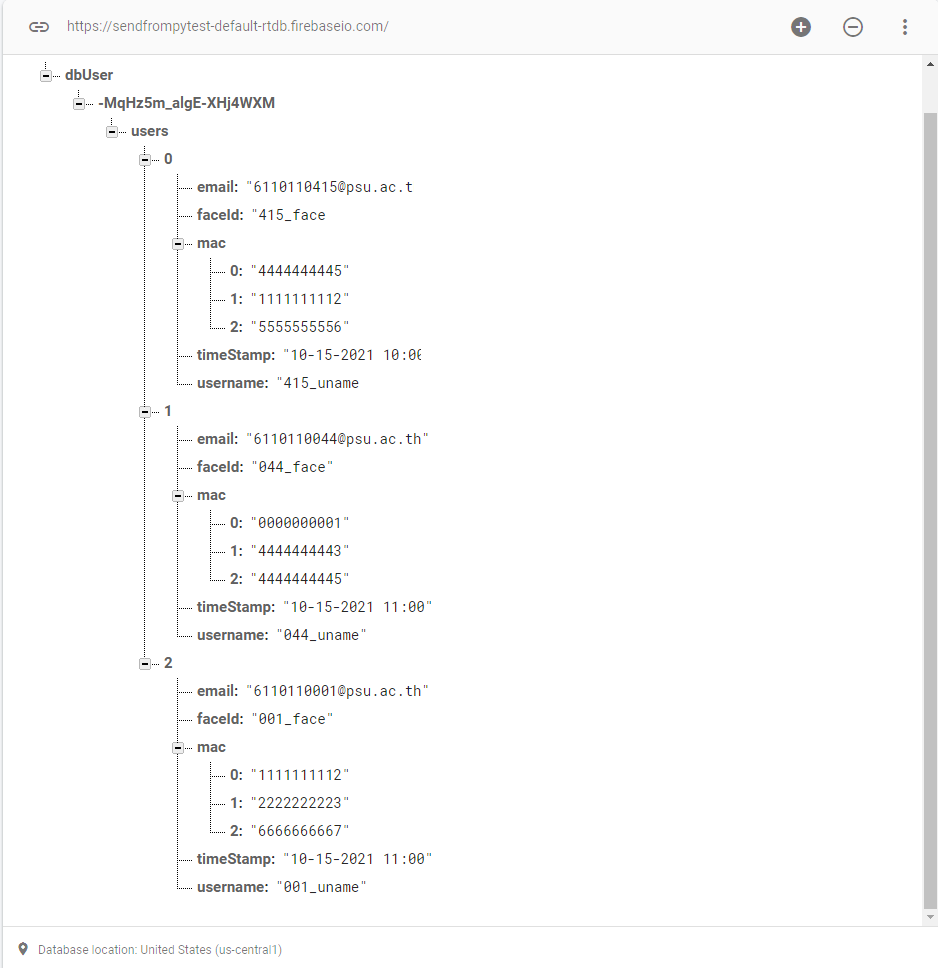 https://sendfrompytest-default-rtdb.firebaseio.com/
dbUser
-MqHz5m_algE-XHj4WXM
users
0
email: "6110110415@psu.ac.t
faceId: "415_face
mac
0: "4444444445"
1: "1111111112"
2: "5555555556"
timeStamp: "10-15-2021 10:00
username: "415_uname
1
email: "6110110044@psu.ac.th"
faceId: "044_face"
mac
0: "0000000001"
1: "4444444443"
2: "4444444445"
timeStamp: "10-15-2021 11:00"
username: "044_uname"
2
email: "6110110001@psu.ac.th"
faceId: "001_face"
mac
0: "1111111112"
1: "2222222223"
2: "6666666667"
timeStamp: "10-15-2021 11:00"
username: "001_uname"
Database location: United States (us-central1)